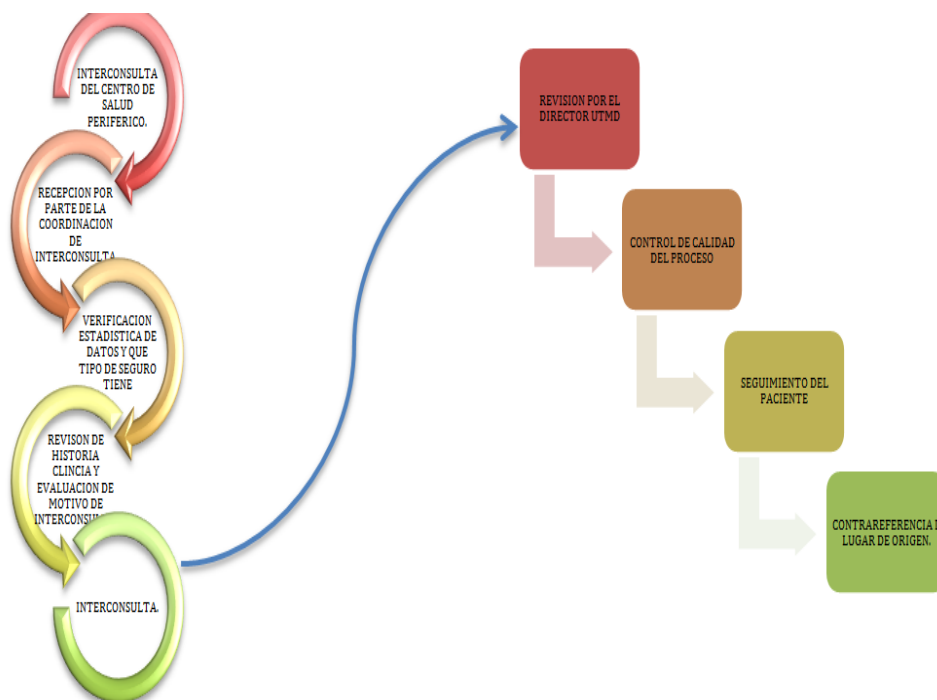 INTERCONSULTA
DEL CENTRO DE
SALUD
PERIFERICO.
RECEPCION POR
PARTE DE LA
COORDINACION
DE
INTERCONSULTA
VERIFICACION
ESTADISTICA DE
DATOS Y QUE
TIPO DE SEGURO
TIENE
REVISON DE
HISTORIA
CLINCIA Y
EVALUACION DE
MOTIVO DE
INTERCONSU
INTERCONSULTA.
REVISION POR EL
DIRECTOR UTMD
CONTROL DE CALIDAD
DEL PROCESO
SEGUIMIENTO DEL
PACIENTE
CONTRAREFERENCIA
LUGAR DE ORIGEN.